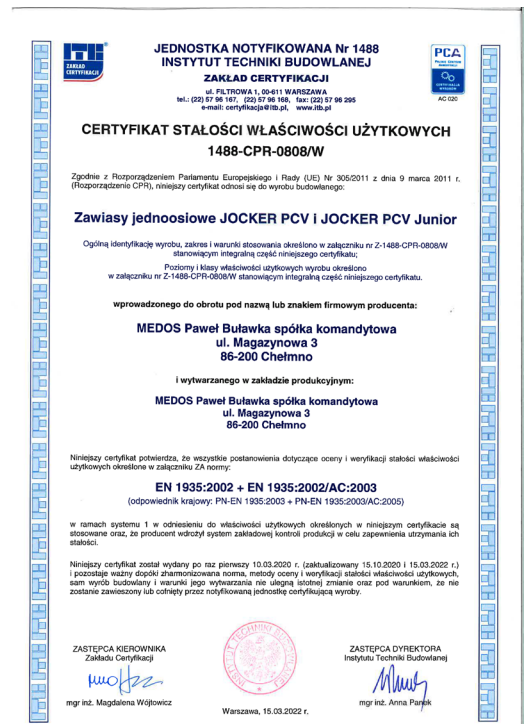 ITB
ZAKŁAD
CERTYFIKACJI
JEDNOSTKA NOTYFIKOWANA Nr 1488
INSTYTUT TECHNIKI BUDOWLANEJ
ZAKŁAD CERTYFIKACJI
ul. FILTROWA 1, 00-611 WARSZAWA
tel.: (22) 57 96 167, (22) 57 96 168, fax: (22) 57 96 295
e-mail: certyfikacja@itb.pl, www.itb.pl
PCA
POLSKIE CENTRUM
AKREDYTACJI
CERTYFIKACJA
WYROBÓW
AC 020
CERTYFIKAT STAŁOŚCI WŁAŚCIWOŚCI UŻYTKOWYCH
1488-CPR-0808/W
Zgodnie z Rozporządzeniem Parlamentu Europejskiego i Rady (UE) Nr 305/2011 z dnia 9 marca 2011 r.
(Rozporządzenie CPR), niniejszy certyfikat odnosi się do wyrobu budowlanego:
Zawiasy jednoosiowe JOCKER PCV i JOCKER PCV Junior
Ogólną identyfikację wyrobu, zakres i warunki stosowania określono w załączniku nr Z-1488-CPR-0808/W
stanowiącym integralną część niniejszego certyfikatu;
Poziomy i klasy właściwości użytkowych wyrobu określono
w załączniku nr Z-1488-CPR-0808/W stanowiącym integralną część niniejszego certyfikatu.
wprowadzonego do obrotu pod nazwą lub znakiem firmowym producenta:
MEDOS Paweł Buławka spółka komandytowa
ul. Magazynowa 3
86-200 Chełmno
i wytwarzanego w zakładzie produkcyjnym:
MEDOS Paweł Buławka spółka komandytowa
ul. Magazynowa 3
86-200 Chełmno
Niniejszy certyfikat potwierdza, że wszystkie postanowienia dotyczące oceny i weryfikacji stałości właściwości
użytkowych określone w załączniku ZA normy:
EN 1935:2002 + EN 1935:2002/AC:2003
(odpowiednik krajowy: PN-EN 1935:2003 + PN-EN 1935:2003/AC:2005)
w ramach systemu 1 w odniesieniu do właściwości użytkowych określonych w niniejszym certyfikacie są
stosowane oraz, że producent wdrożył system zakładowej kontroli produkcji w celu zapewnienia utrzymania ich
stałości.
Niniejszy certyfikat został wydany po raz pierwszy 10.03.2020 r. (zaktualizowany 15.10.2020 i 15.03.2022 r.)
i pozostaje ważny dopóki zharmonizowana norma, metody oceny i weryfikacji stałości właściwości użytkowych,
sam wyrób budowlany i warunki jego wytwarzania nie ulegną istotnej zmianie oraz pod warunkiem, że nie
zostanie zawieszony lub cofnięty przez notyfikowaną jednostkę certyfikującą wyroby.
ZASTĘPCA KIEROWNIKA
Zakładu Certyfikacji
mgr inż. Magdalena Wójtowicz
INSTYTUT TECHNIKI BUDOWLANEJ
ZASTĘPCA DYREKTORA
Instytutu Techniki Budowlanej
mgr inż. Anna Panek
Warszawa, 15.03.2022 r.